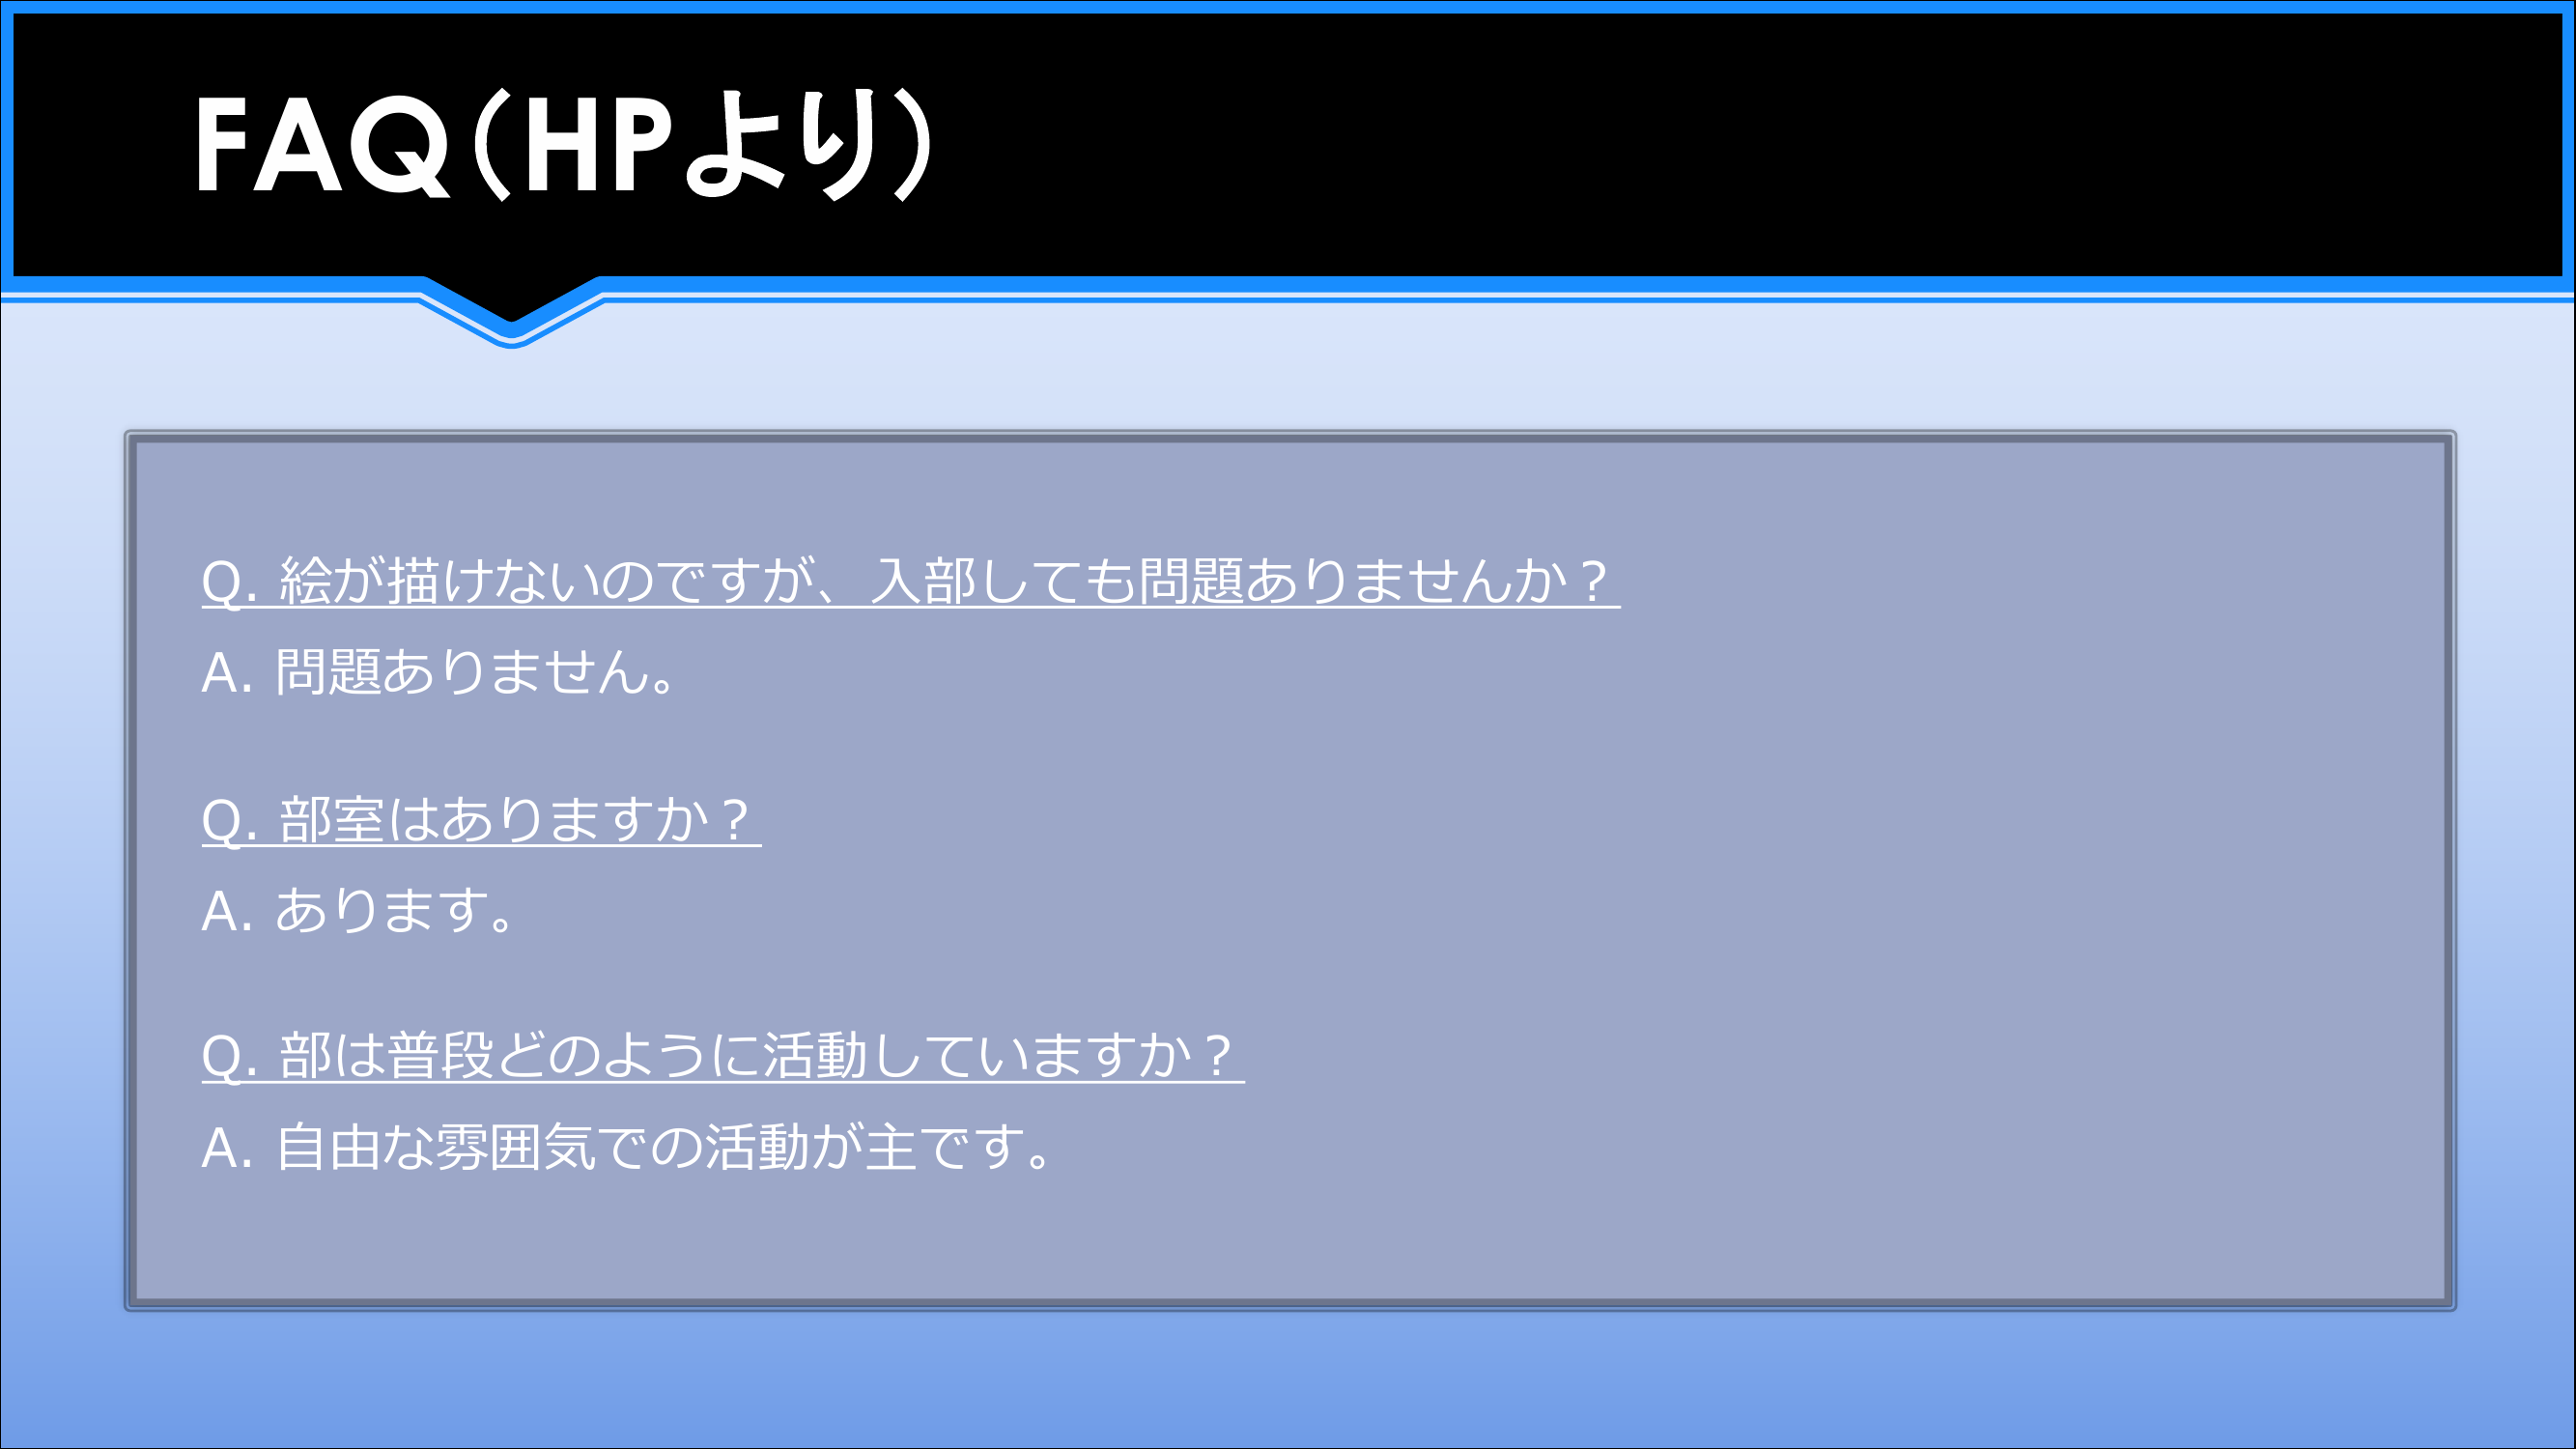 FAQ（HPより）
Q. 絵が描けないのですが、入部しても問題ありませんか？
A. 問題ありません。
Q. 部室はありますか？
A. あります。
Q. 部は普段どのように活動していますか？
A. 自由な雰囲気での活動が主です。